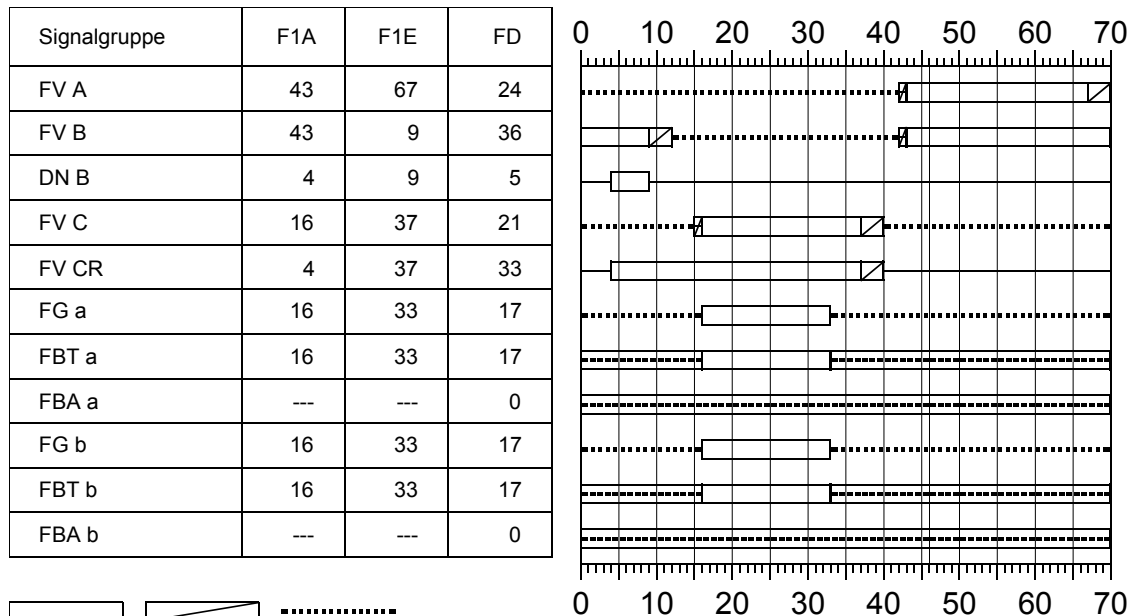 Signalgruppe F1A F1E FD
0 10 20 30 40 50 60 70
FV A 43 67 24
FV B 43 9 36
DN B 4 9 5
FV C 16 37 21
FV CR 4 37 33
FG a 16 33 17
FBT a 16 33 17
FBA a --- --- 0
FG b 16 33 17
FBT b 16 33 17
FBA b --- --- 0
0 10 20 30 40 50 60 70